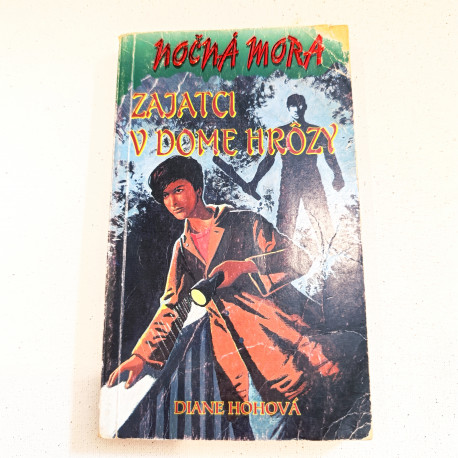 NOČNÁ MORA
ZAJATCI
V DOME HRÔZY
DIANE HOHOVÁ